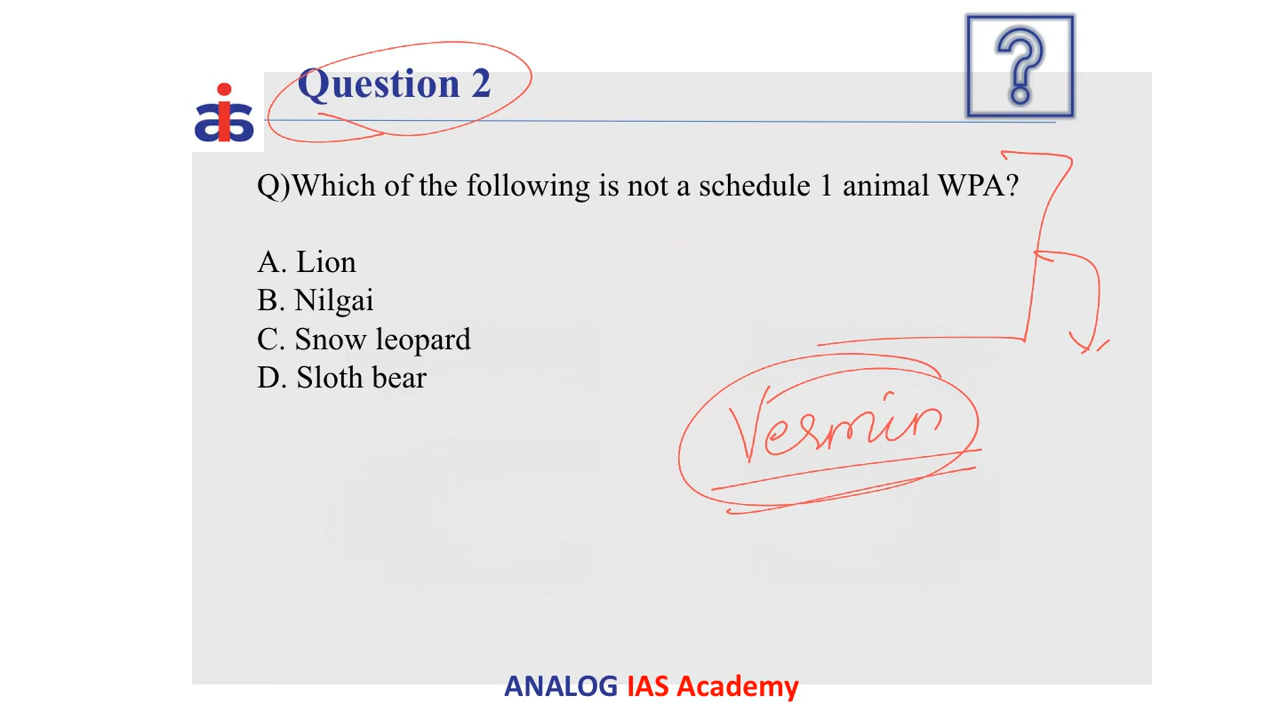 Question 2
ais
Q)Which of the following is not a schedule 1 animal WPA?
A. Lion
B. Nilgai
C. Snow leopard
D. Sloth bear
Vermin
ANALOG IAS Academy